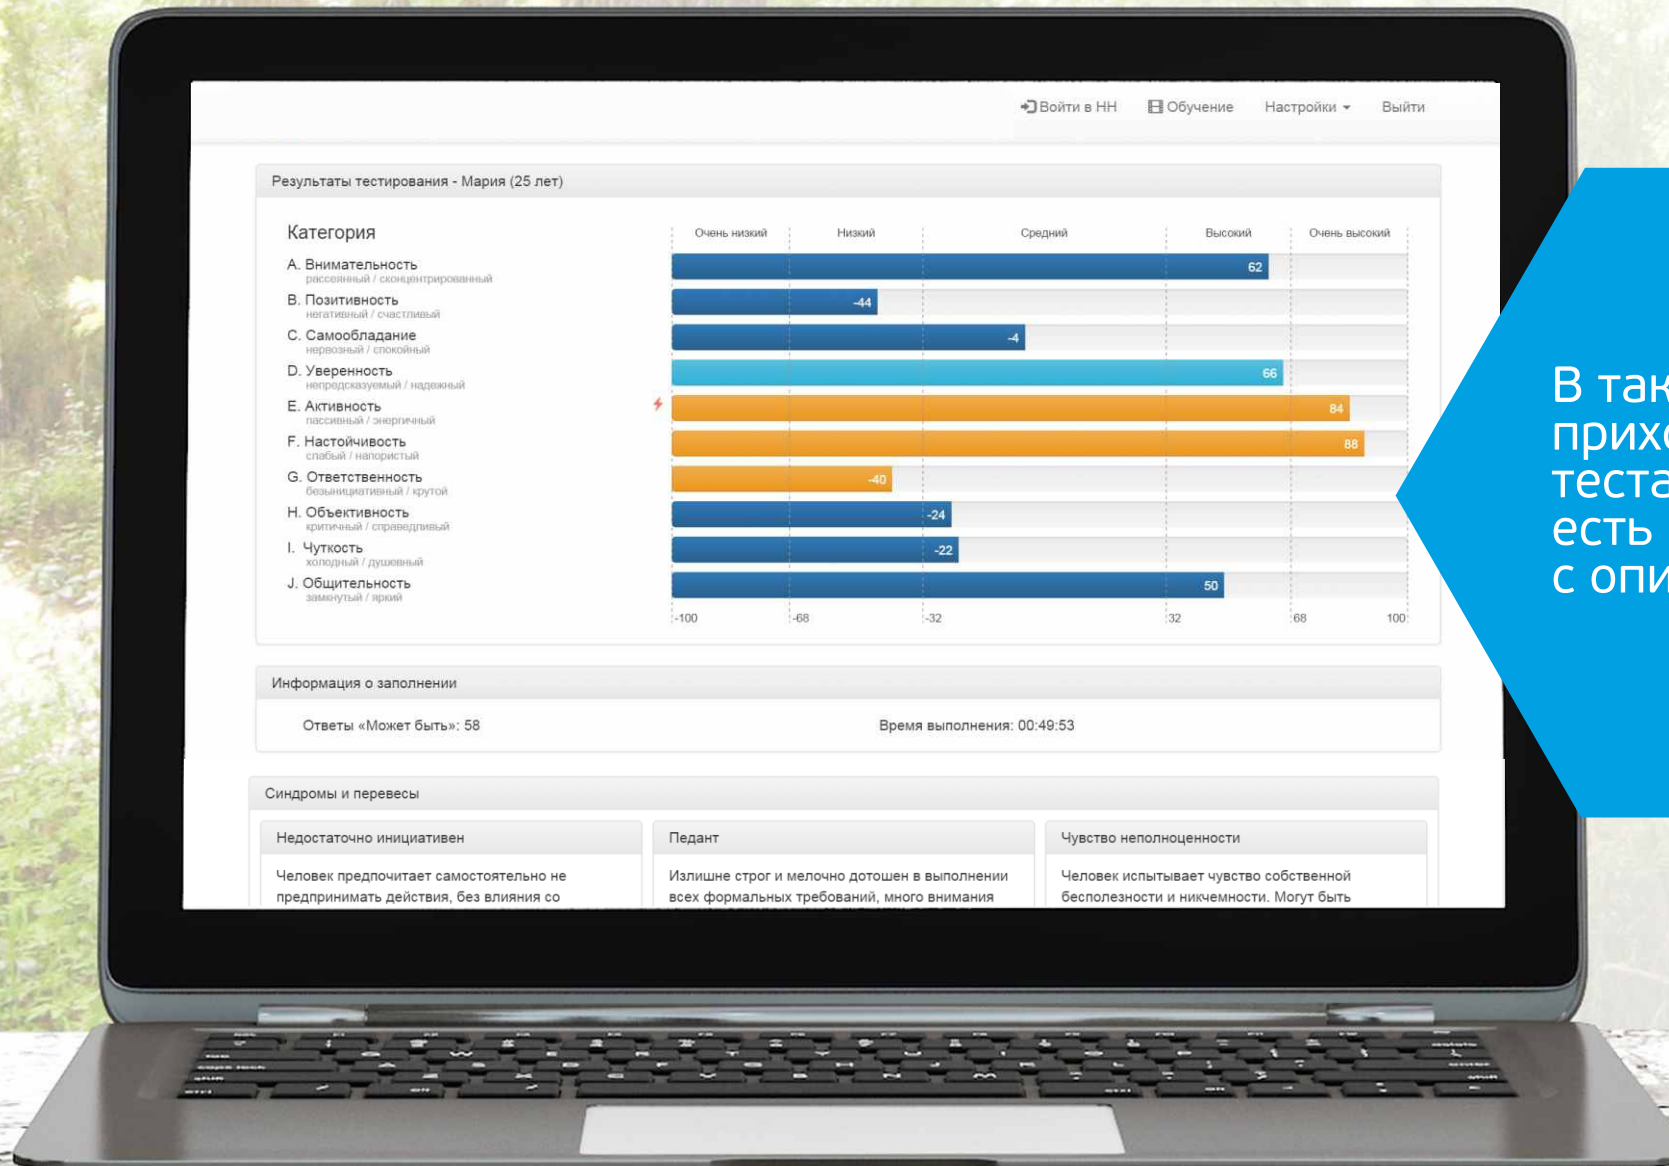 Войти в НН Обучение Настройки Выйти
Результаты тестирования - Мария (25 лет)
Категория
Очень низкий Низкий Средний Высокий Очень высокий
A. Внимательность
рассеянный / сконцентрированный
62
B. Позитивность
негативный / счастливый
-44
C. Самообладание
нервозный / спокойный
-4
D. Уверенность
непредсказуемый / надежный
66
E. Активность
пассивный / энергичный
84
F. Настойчивость
слабый / напористый
88
G. Ответственность
безынициативный / крутой
-40
H. Объективность
критичный / справедливый
-24
I. Чуткость
холодный / душевный
-22
J. Общительность
замкнутый / яркий
50
-100 -68 -32 32 68 100
Информация о заполнении
Ответы «Может быть»: 58 Время выполнения: 00:49:53
Синдромы и перевесы
Недостаточно инициативен
Человек предпочитает самостоятельно не
предпринимать действия, без влияния со
Педант
Излишне строг и мелочно дотошен в выполнении
всех формальных требований, много внимания
Чувство неполноценности
Человек испытывает чувство собственной
бесполезности и никчемности. Могут быть
В так
прихо
теста
есть
с опи